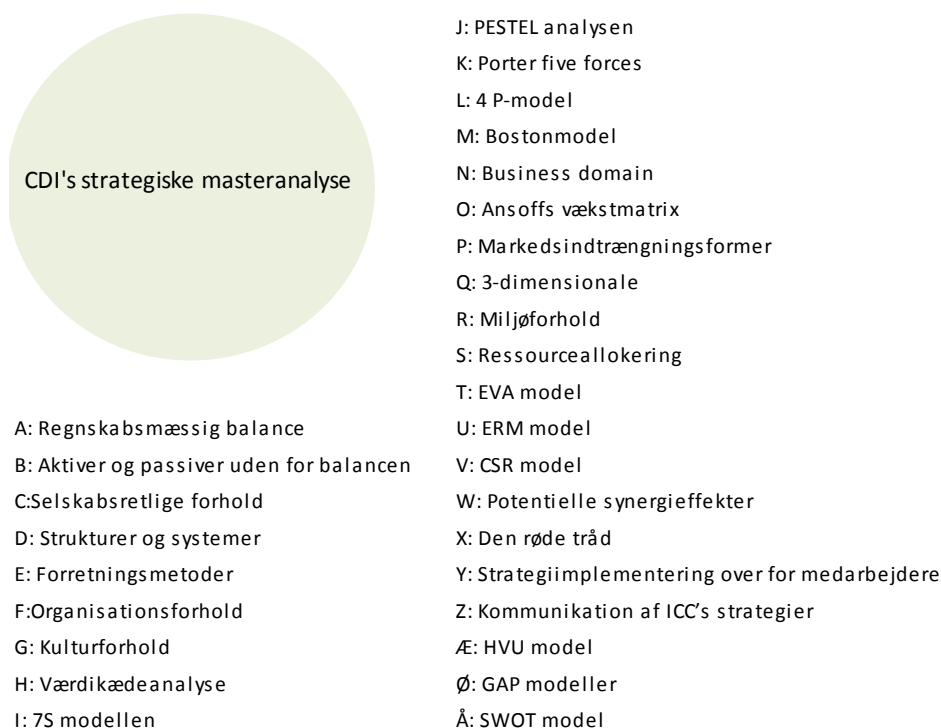 CDI's strategiske masteranalyse
A: Regnskabsmæssig balance
B: Aktiver og passiver uden for balancen
C:Selskabsretlige forhold
D: Strukturer og systemer
E: Forretningsmetoder
F:Organisationsforhold
G: Kulturforhold
H: Værdikædeanalyse
I: 7S modellen
J: PESTEL analysen
K: Porter five forces
L: 4 P-model
M: Bostonmodel
N: Business domain
O: Ansoffs vækstmatrix
P: Markedsindtrængningsformer
Q: 3-dimensionale
R: Miljøforhold
S: Ressourceallokering
T: EVA model
U: ERM model
V: CSR model
W: Potentielle synergieffekter
X: Den røde tråd
Y: Strategiimplementering over for medarbejdere
Z: Kommunikation af ICC’s strategier
Æ: HVU model
Ø: GAP modeller
Å: SWOT model